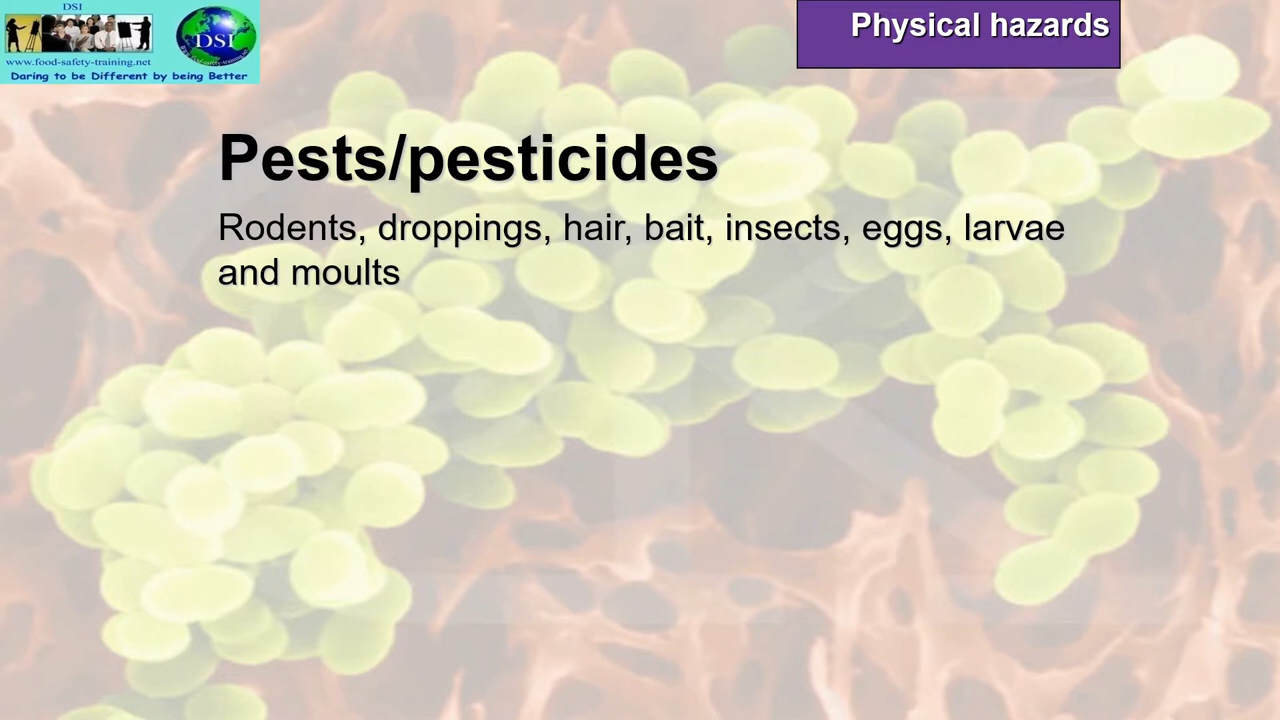 DSI
DSI
www.food-safety-training.net
Daring to be Different by being Better
Physical hazards
Pests/pesticides
Rodents, droppings, hair, bait, insects, eggs, larvae
and moults